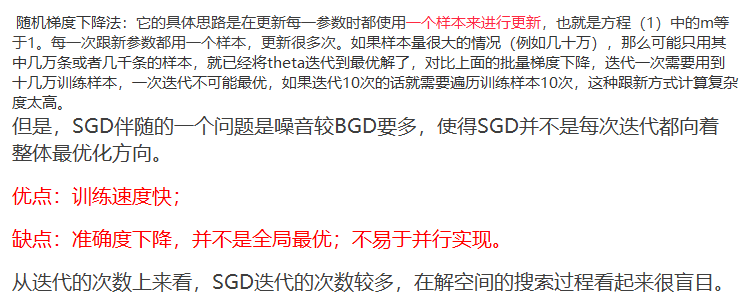 随机梯度下降法：它的具体思路是在更新每一参数时都使用一个样本来进行更新，也就是方程（1）中的m等
于1。每一次跟新参数都用一个样本，更新很多次。如果样本量很大的情况（例如几十万），那么可能只用其
中几万条或者几千条的样本，就已经将theta迭代到最优解了，对比上面的批量梯度下降，迭代一次需要用到
十几万训练样本，一次迭代不可能最优，如果迭代10次的话就需要遍历训练样本10次，这种跟新方式计算复杂
度太高。
但是，SGD伴随的一个问题是噪音较BGD要多，使得SGD并不是每次迭代都向着
整体最优化方向。
优点：训练速度快；
缺点：准确度下降，并不是全局最优；不易于并行实现。
从迭代的次数上来看，SGD迭代的次数较多，在解空间的搜索过程看起来很盲目。